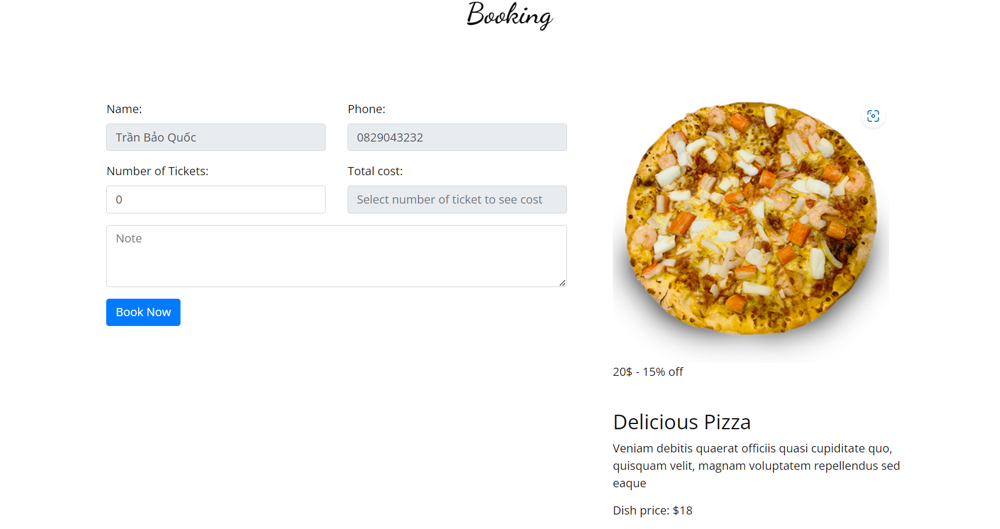 Booking
Name:
Trần Bảo Quốc
Phone:
0829043232
Number of Tickets:
0
Total cost:
Select number of ticket to see cost
Note
Book Now
20$ - 15% off
Delicious Pizza
Veniam debitis quaerat officiis quasi cupiditate quo,
quisquam velit, magnam voluptatem repellendus sed
eaque
Dish price: $18